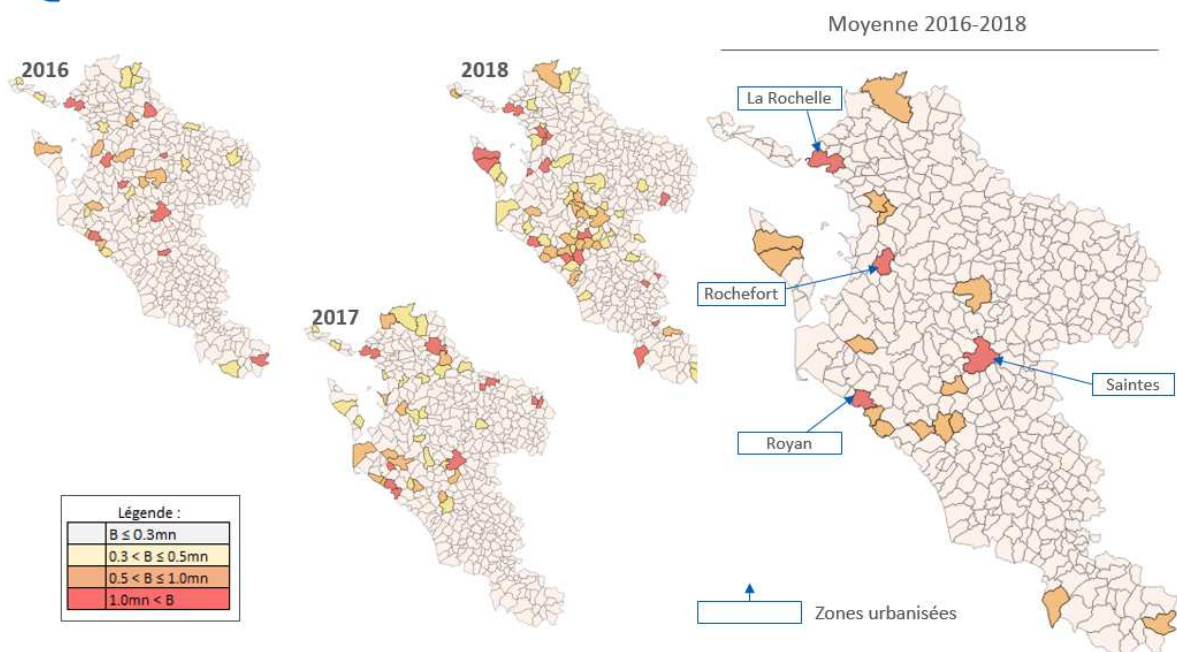 Moyenne 2016-2018
2016
2018
La Rochelle
Rochefort
2017
Saintes
Royan
Légende :
B ≤ 0.3mn
0.3 < B ≤ 0.5mn
0.5 < B ≤ 1.0mn
1.0mn < B
Zones urbanisées